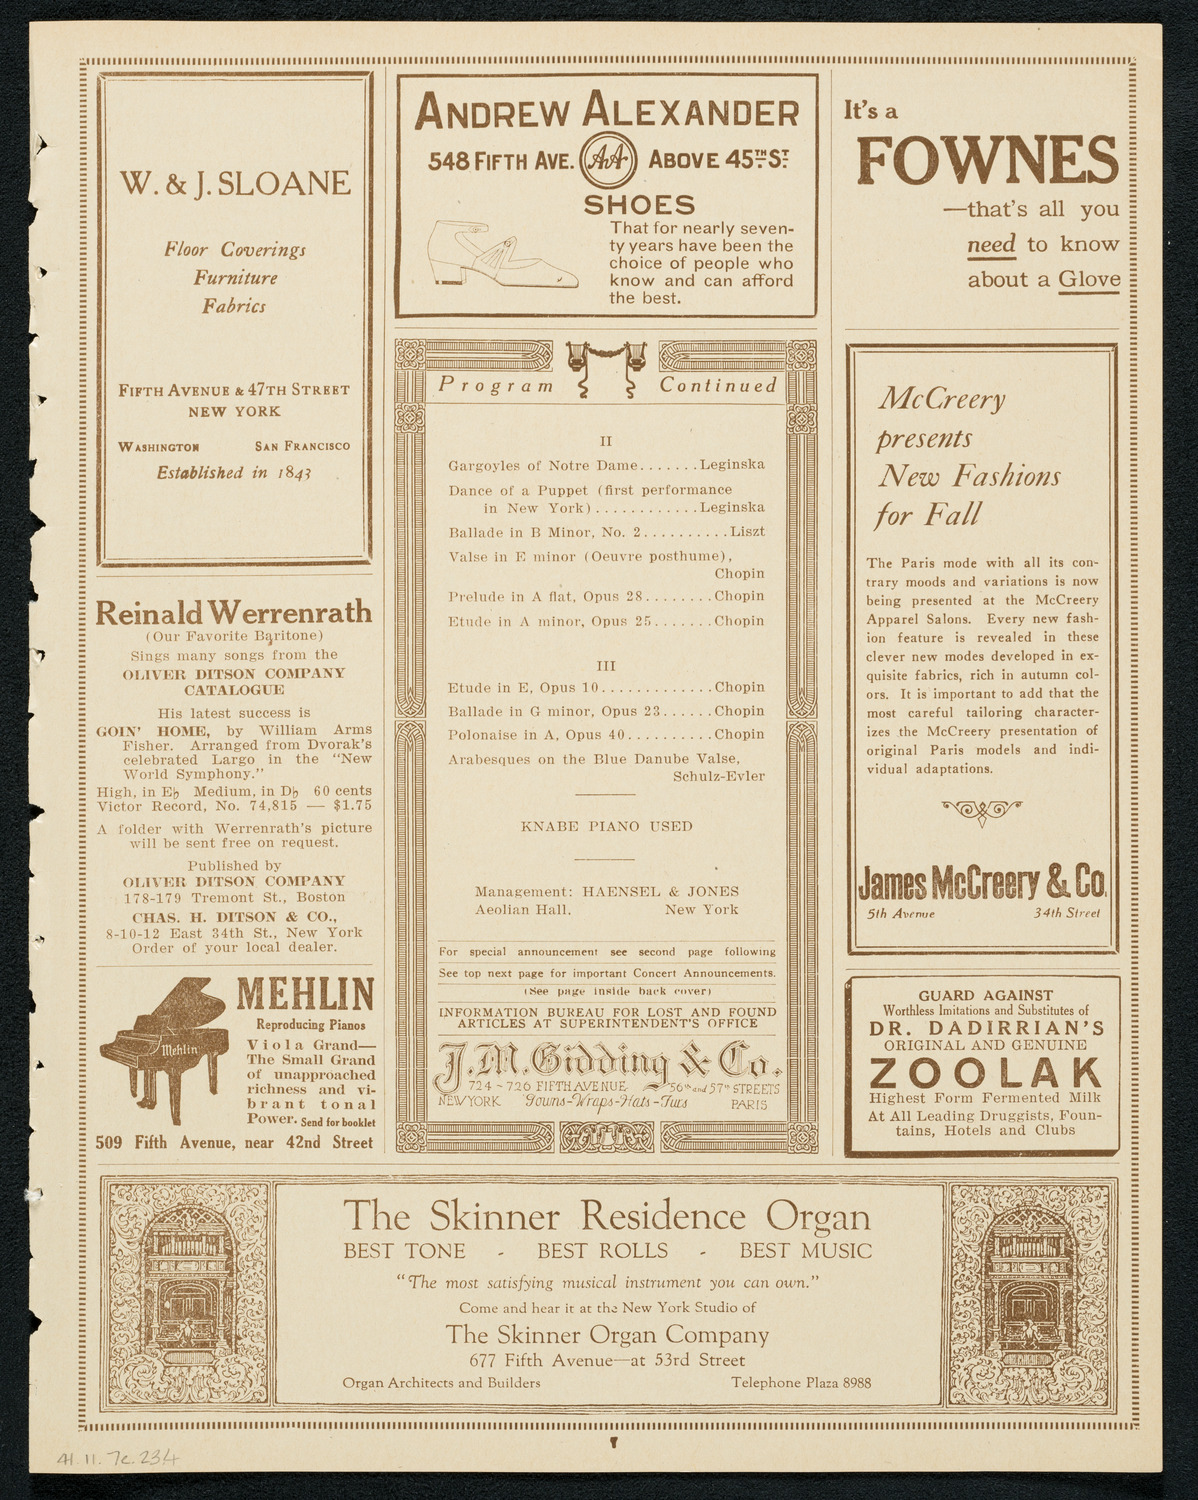 W. & J. SLOANE
Floor Coverings
Furniture
Fabrics
FIFTH AVENUE & 47TH STREET
NEW YORK
WASHINGTON SAN FRANCISCO
Established in 1843
Reinald Werrenrath
(Our Favorite Baritone)
Sings many songs from the
OLIVER DITSON COMPANY
CATALOGUE
His latest success is
GOIN' HOME, by William Arms
Fisher. Arranged from Dvorak's
celebrated Largo in the "New
World Symphony."
High, in E♭ Medium, in D♭ 60 cents
Victor Record, No. 74,815 — $1.75
A folder with Werrenrath's picture
will be sent free on request.
Published by
OLIVER DITSON COMPANY
178-179 Tremont St., Boston
CHAS. H. DITSON & CO.,
8-10-12 East 34th St., New York
Order of your local dealer.
MEHLIN
Reproducing Pianos
Mehlin
Viola Grand—
The Small Grand
of unapproached
richness and vi-
brant tonal
Power. Send for booklet
509 Fifth Avenue, near 42nd Street
ANDREW ALEXANDER
548 FIFTH AVE. AA ABOVE 45TH ST.
SHOES
That for nearly seven-
ty years have been the
choice of people who
know and can afford
the best.
Program Continued
II
Gargoyles of Notre Dame.......Leginska
Dance of a Puppet (first performance
in New York)............Leginska
Ballade in B Minor, No. 2..........Liszt
Valse in E minor (Oeuvre posthume),
Chopin
Prelude in A flat, Opus 28........Chopin
Etude in A minor, Opus 25.......Chopin
III
Etude in E, Opus 10.............Chopin
Ballade in G minor, Opus 23......Chopin
Polonaise in A, Opus 40..........Chopin
Arabesques on the Blue Danube Valse,
Schulz-Evler
KNABE PIANO USED
Management: HAENSEL & JONES
Aeolian Hall. New York
For special announcement see second page following
See top next page for important Concert Announcements.
(See page inside back cover)
INFORMATION BUREAU FOR LOST AND FOUND
ARTICLES AT SUPERINTENDENT'S OFFICE
J.M. Gidding & Co.
724-726 FIFTH AVENUE 56th and 57th STREETS
NEW YORK Gowns-Wraps-Hats-Furs PARIS
It's a
FOWNES
—that's all you
need to know
about a Glove
McCreery
presents
New Fashions
for Fall
The Paris mode with all its con-
trary moods and variations is now
being presented at the McCreery
Apparel Salons. Every new fash-
ion feature is revealed in these
clever new modes developed in ex-
quisite fabrics, rich in autumn col-
ors. It is important to add that the
most careful tailoring character-
izes the McCreery presentation of
original Paris models and indi-
vidual adaptations.
James McCreery & Co.
5th Avenue 34th Street
GUARD AGAINST
Worthless Imitations and Substitutes of
DR. DADIRRIAN'S
ORIGINAL AND GENUINE
ZOOLAK
Highest Form Fermented Milk
At All Leading Druggists, Foun-
tains, Hotels and Clubs
The Skinner Residence Organ
BEST TONE - BEST ROLLS - BEST MUSIC
"The most satisfying musical instrument you can own."
Come and hear it at the New York Studio of
The Skinner Organ Company
677 Fifth Avenue—at 53rd Street
Organ Architects and Builders Telephone Plaza 8988
41.11.7c.234